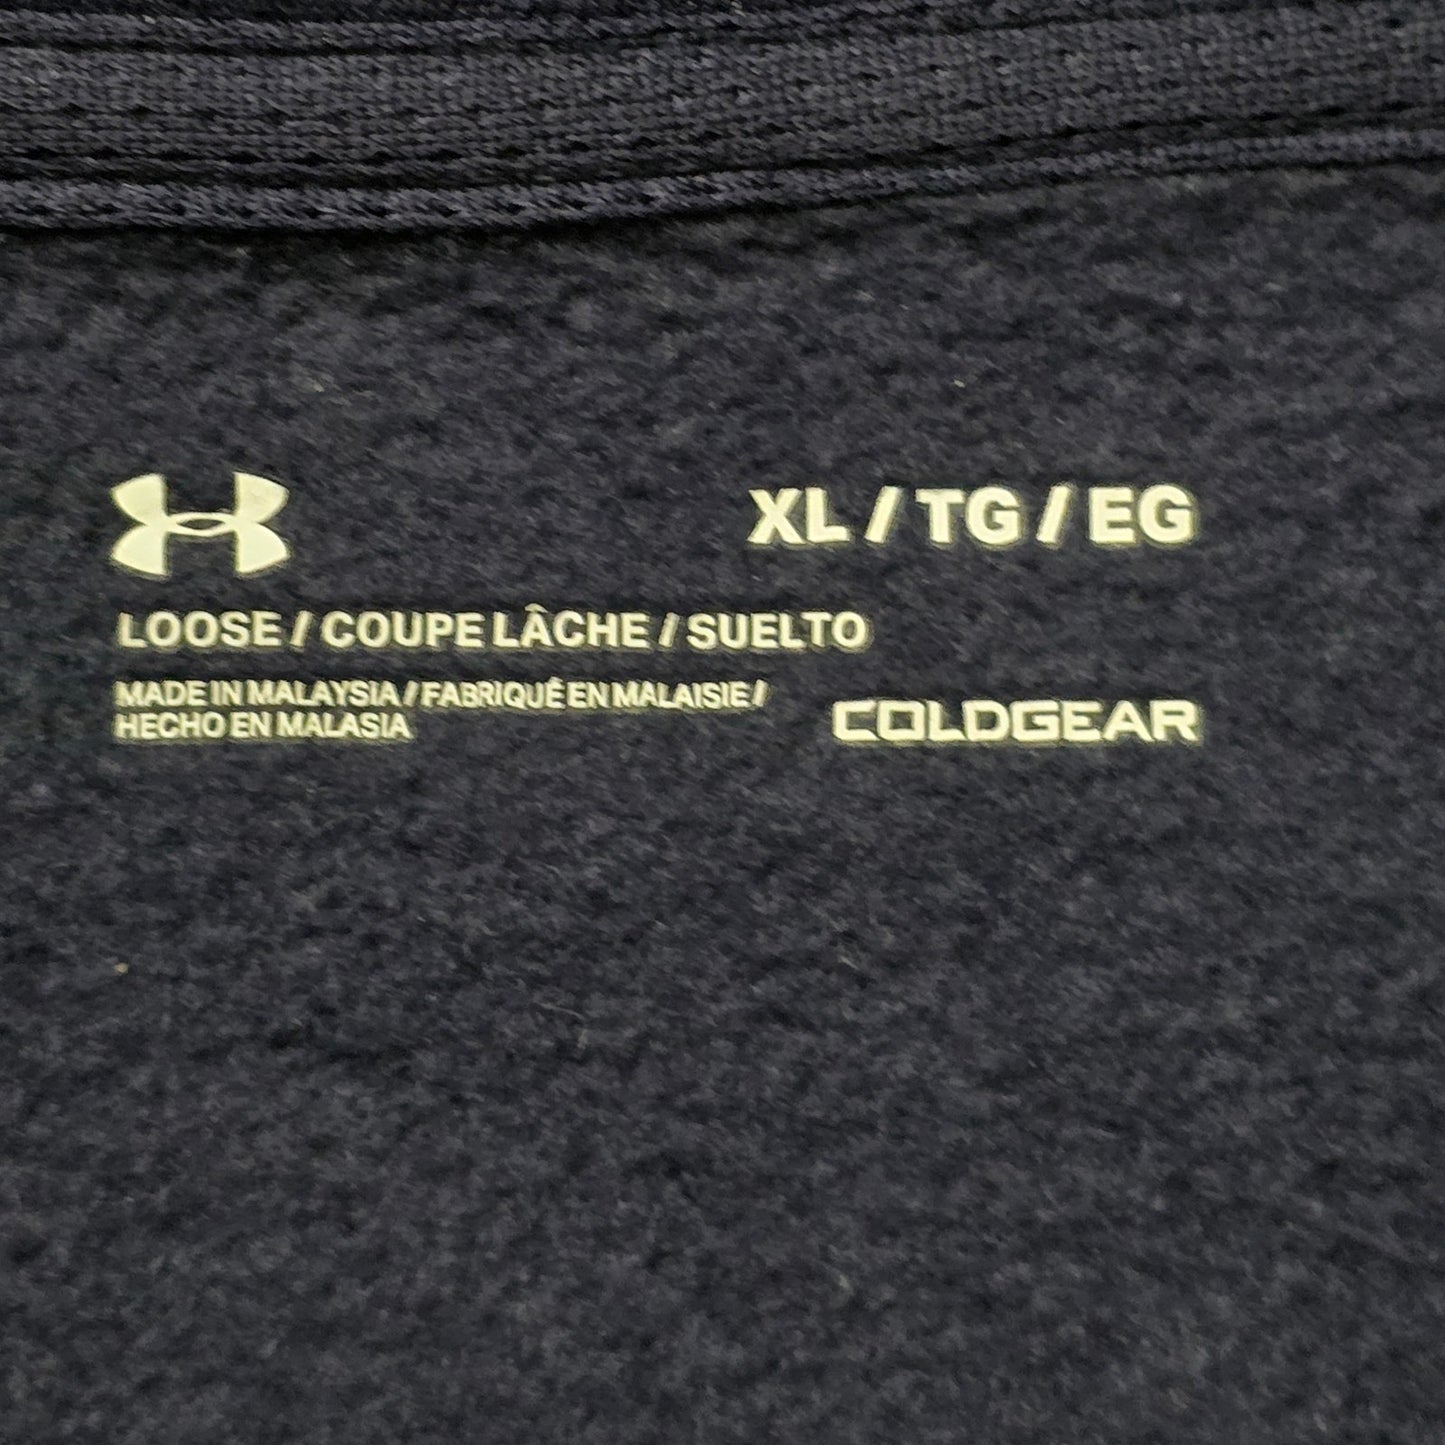 XL / TG / EG
LOOSE / COUPE LÂCHE / SUELTO
MADE IN MALAYSIA / FABRIQUÉ EN MALAISIE /
HECHO EN MALASIA
COLDGEAR